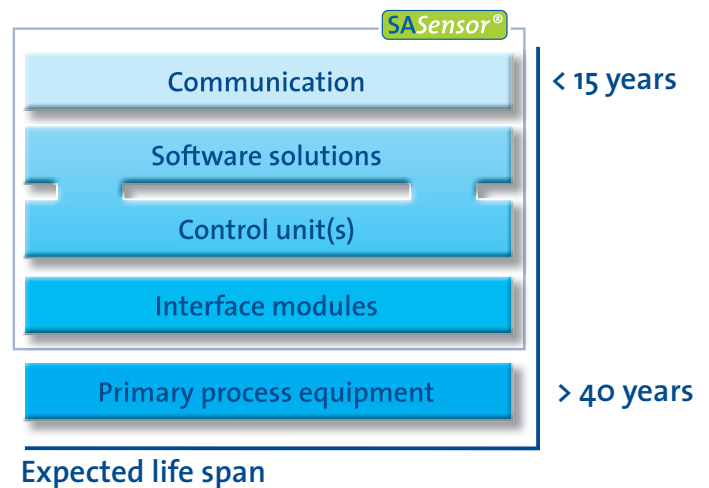 SASensor®
Communication
< 15 years
Software solutions
Control unit(s)
Interface modules
Primary process equipment
> 40 years
Expected life span